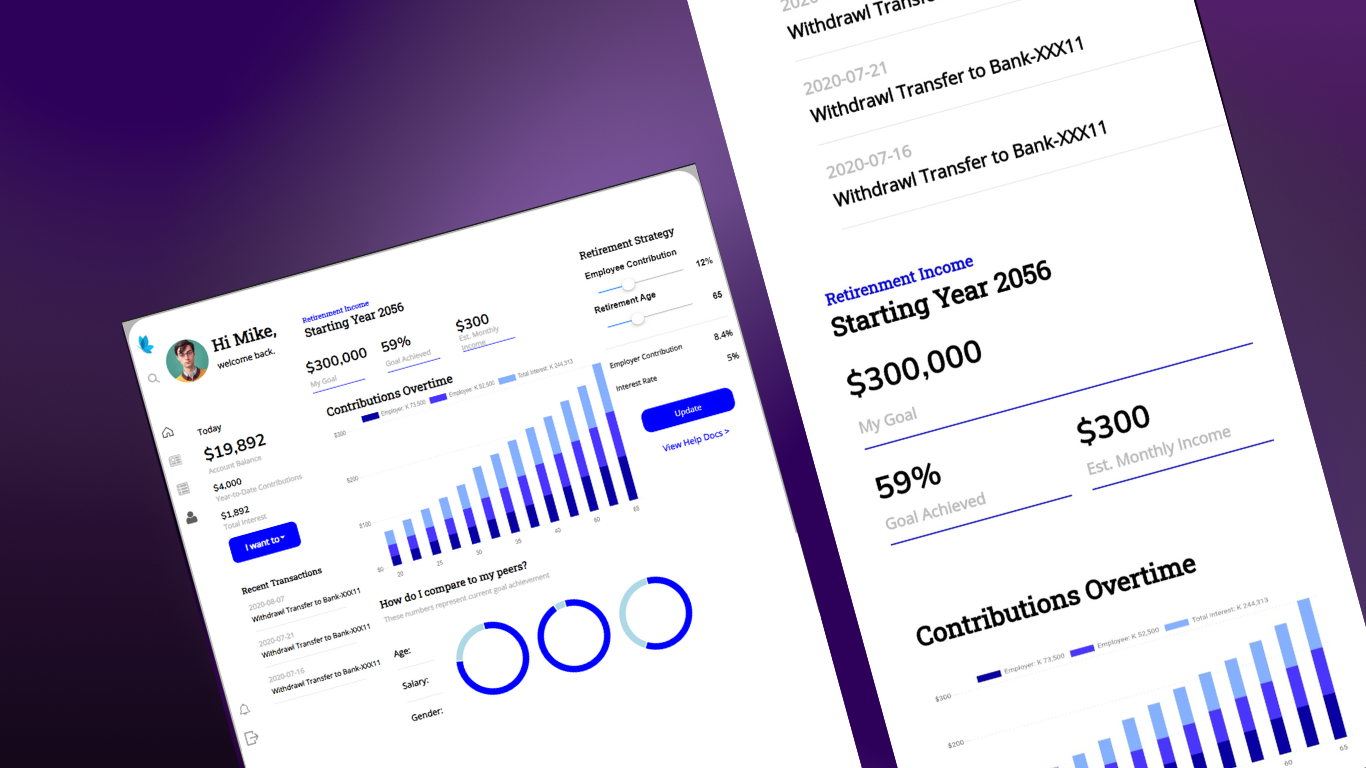 Hi Mike,
welcome back,
Today
$19,892
Account Balance
$4,000
Year-to-Date Contributions
$1,892
Total Interest
I want to
Recent Transactions
2020-08-07
Withdrawl Transfer to Bank-XXX11
2020-07-21
Withdrawl Transfer to Bank-XXX11
2020-07-16
Withdrawl Transfer to Bank-XXX11
Retirenment Income
Starting Year 2056
$300,000
My Goal
59%
Goal Achieved
$300
Est. Monthly
Income
Contributions Overtime
Employer: K 73,500 Employee: K 52,500 Total Interest: K 244,313
$300
$200
$100
$0
20 25 30 35 40 60 65
How do I compare to my peers?
These numbers represent current goal achievement
Age:
Salary:
Gender:
Retirement Strategy
Employee Contribution
12%
Retirement Age
65
Employer Contribution
8.4%
Interest Rate
5%
Update
View Help Docs >
Withdrawl
2020-07-21
Withdrawl Transfer to Bank-XXX11
2020-07-16
Withdrawl Transfer to Bank-XXX11
Retirenment Income
Starting Year 2056
$300,000
My Goal
59%
Goal Achieved
$300
Est. Monthly Income
Contributions Overtime
Employer: K 73,500 Employee: K 52,500 Total Interest: K 244,313
$300
$200
60 65